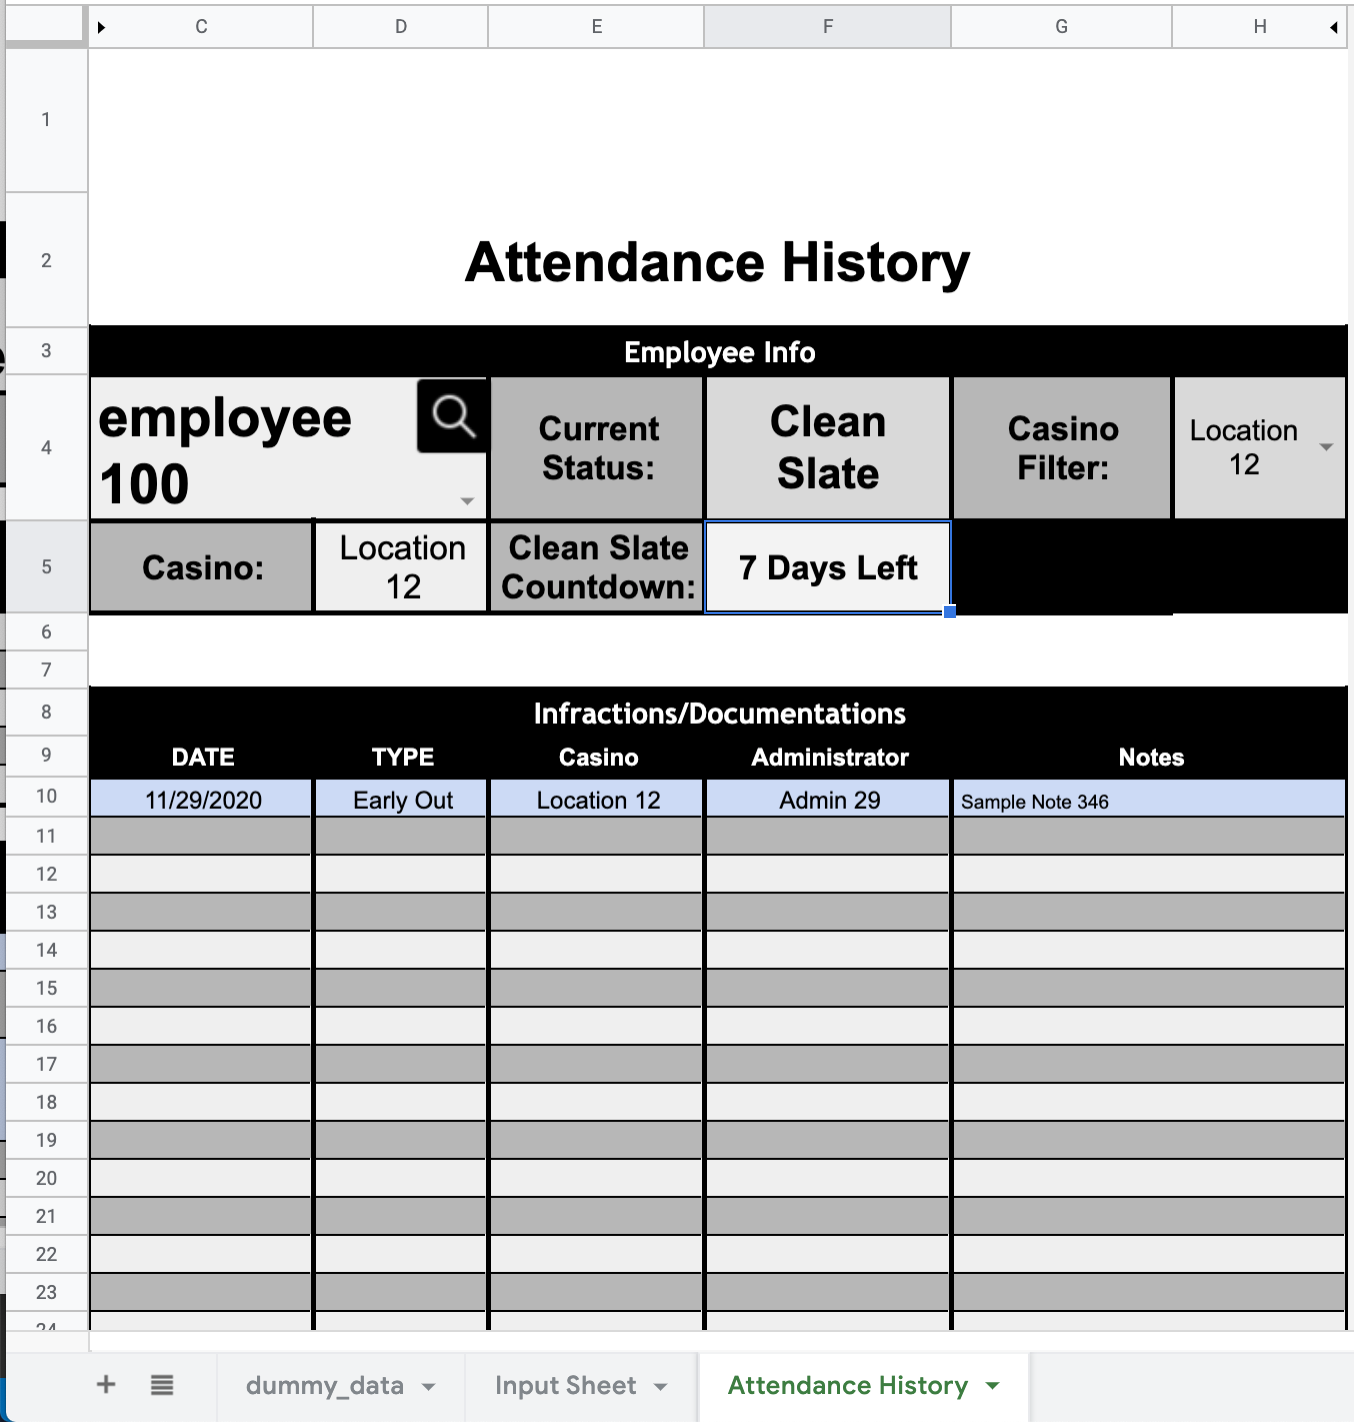 C D E F G H
1
2 Attendance History
3 Employee Info
employee
100
Current
Status:
Clean
Slate
Casino
Filter:
Location
12
4
Casino:
Location
12
Clean Slate
Countdown:
7 Days Left
5
6
7
8 Infractions/Documentations
9 DATE TYPE Casino Administrator Notes
10 11/29/2020 Early Out Location 12 Admin 29 Sample Note 346
11
12
13
14
15
16
17
18
19
20
21
22
23
24
+ dummy_data Input Sheet Attendance History